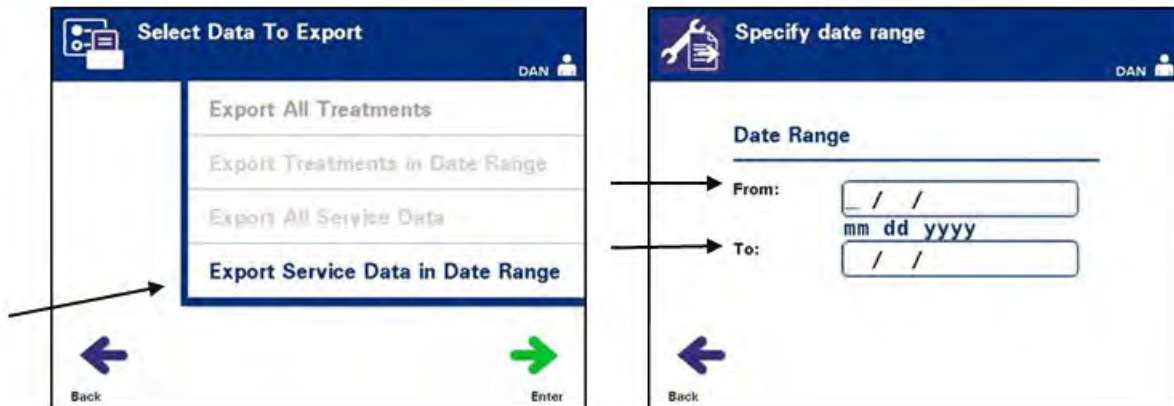 Select Data To Export
DAN
Export All Treatments
Export Treatments in Date Range
Export All Service Data
Export Service Data in Date Range
Back
Enter
Specify date range
DAN
Date Range
From:
_ / /
mm dd yyyy
To:
/ /
Back